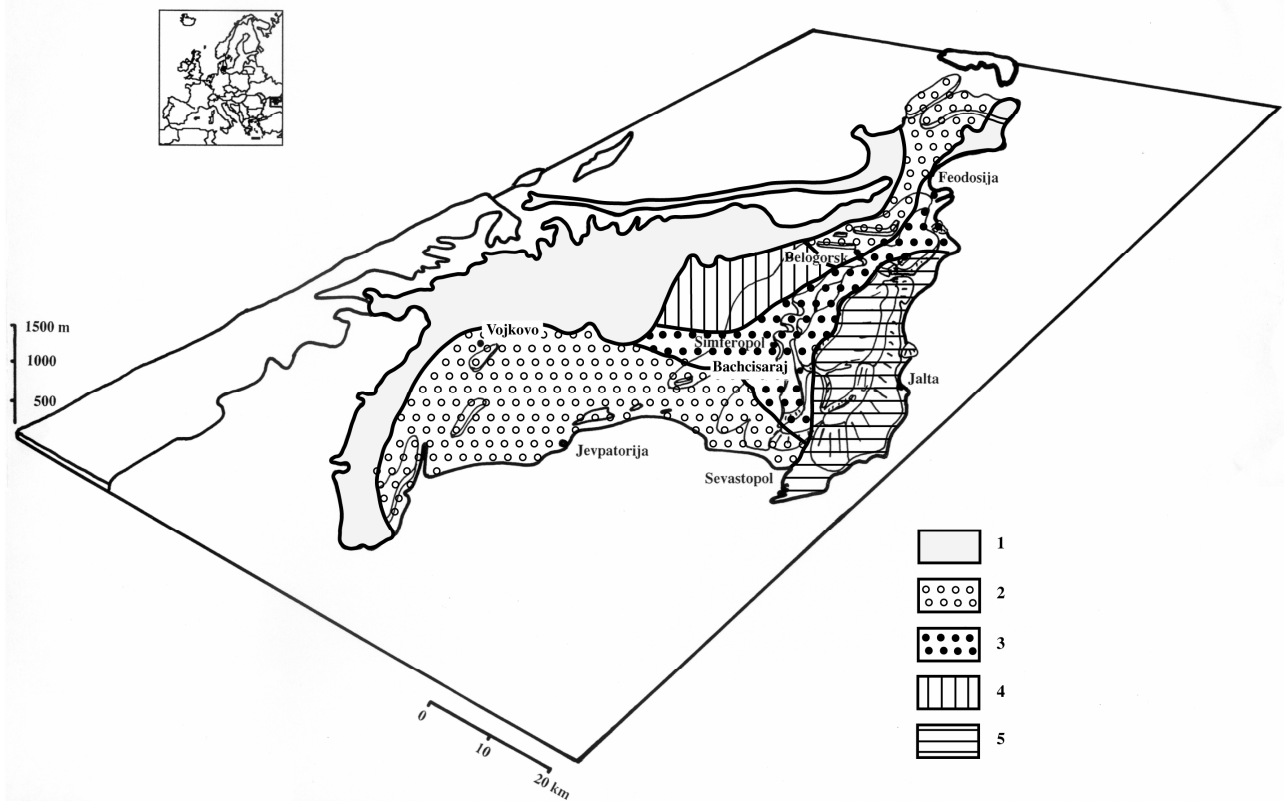 Feodosija
Belogorsk
1500 m
Vojkovo
Simferopol
1000
Bachcisaraj
Jalta
500
Jevpatorija
Sevastopol
1
2
3
4
5
0
10
20 km